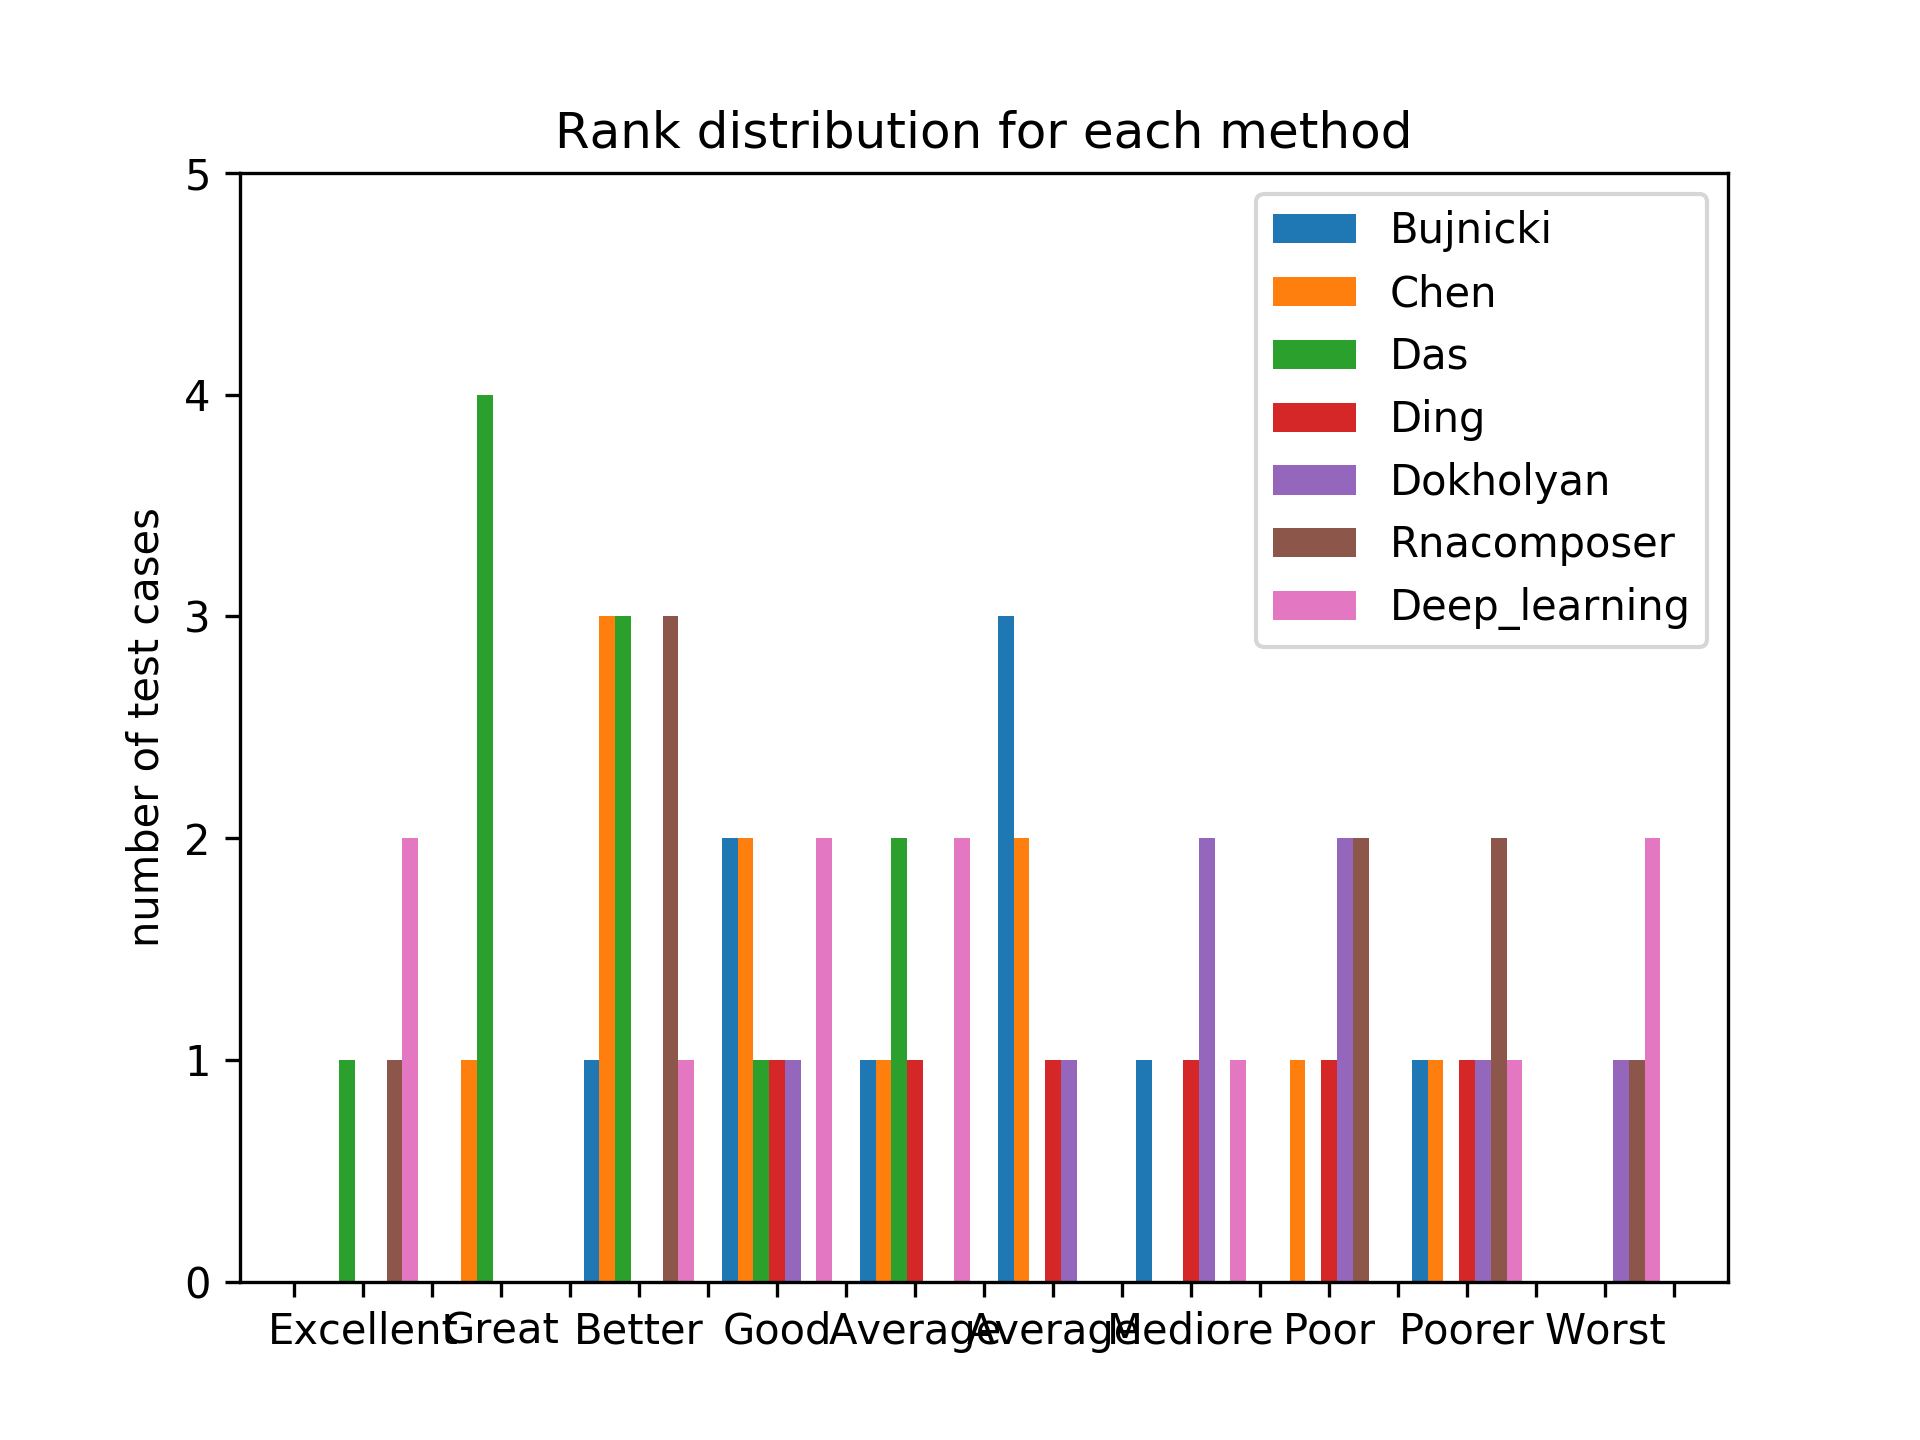 Rank distribution for each method
5
4
3
2
1
0
number of test cases
Bujnicki
Chen
Das
Ding
Dokholyan
Rnacomposer
Deep_learning
Excellent Great Better Good Average Average Mediore Poor Poorer Worst